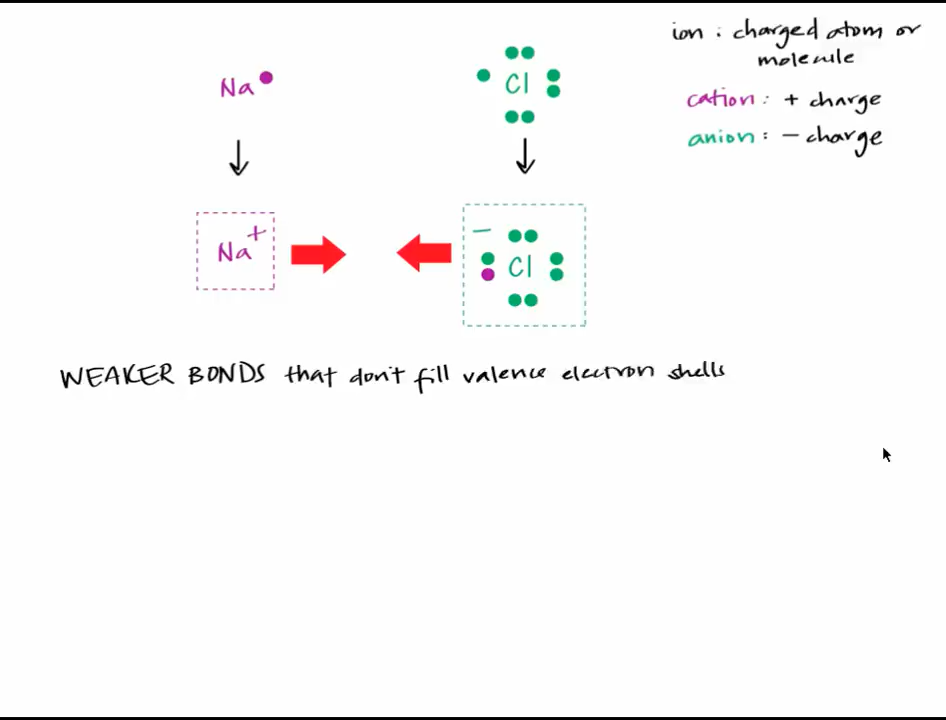 ion : charged atom or
molecule
cation : + charge
anion : - charge
Na
Cl
Na+
- Cl
WEAKER BONDS that don't fill valence electron shells